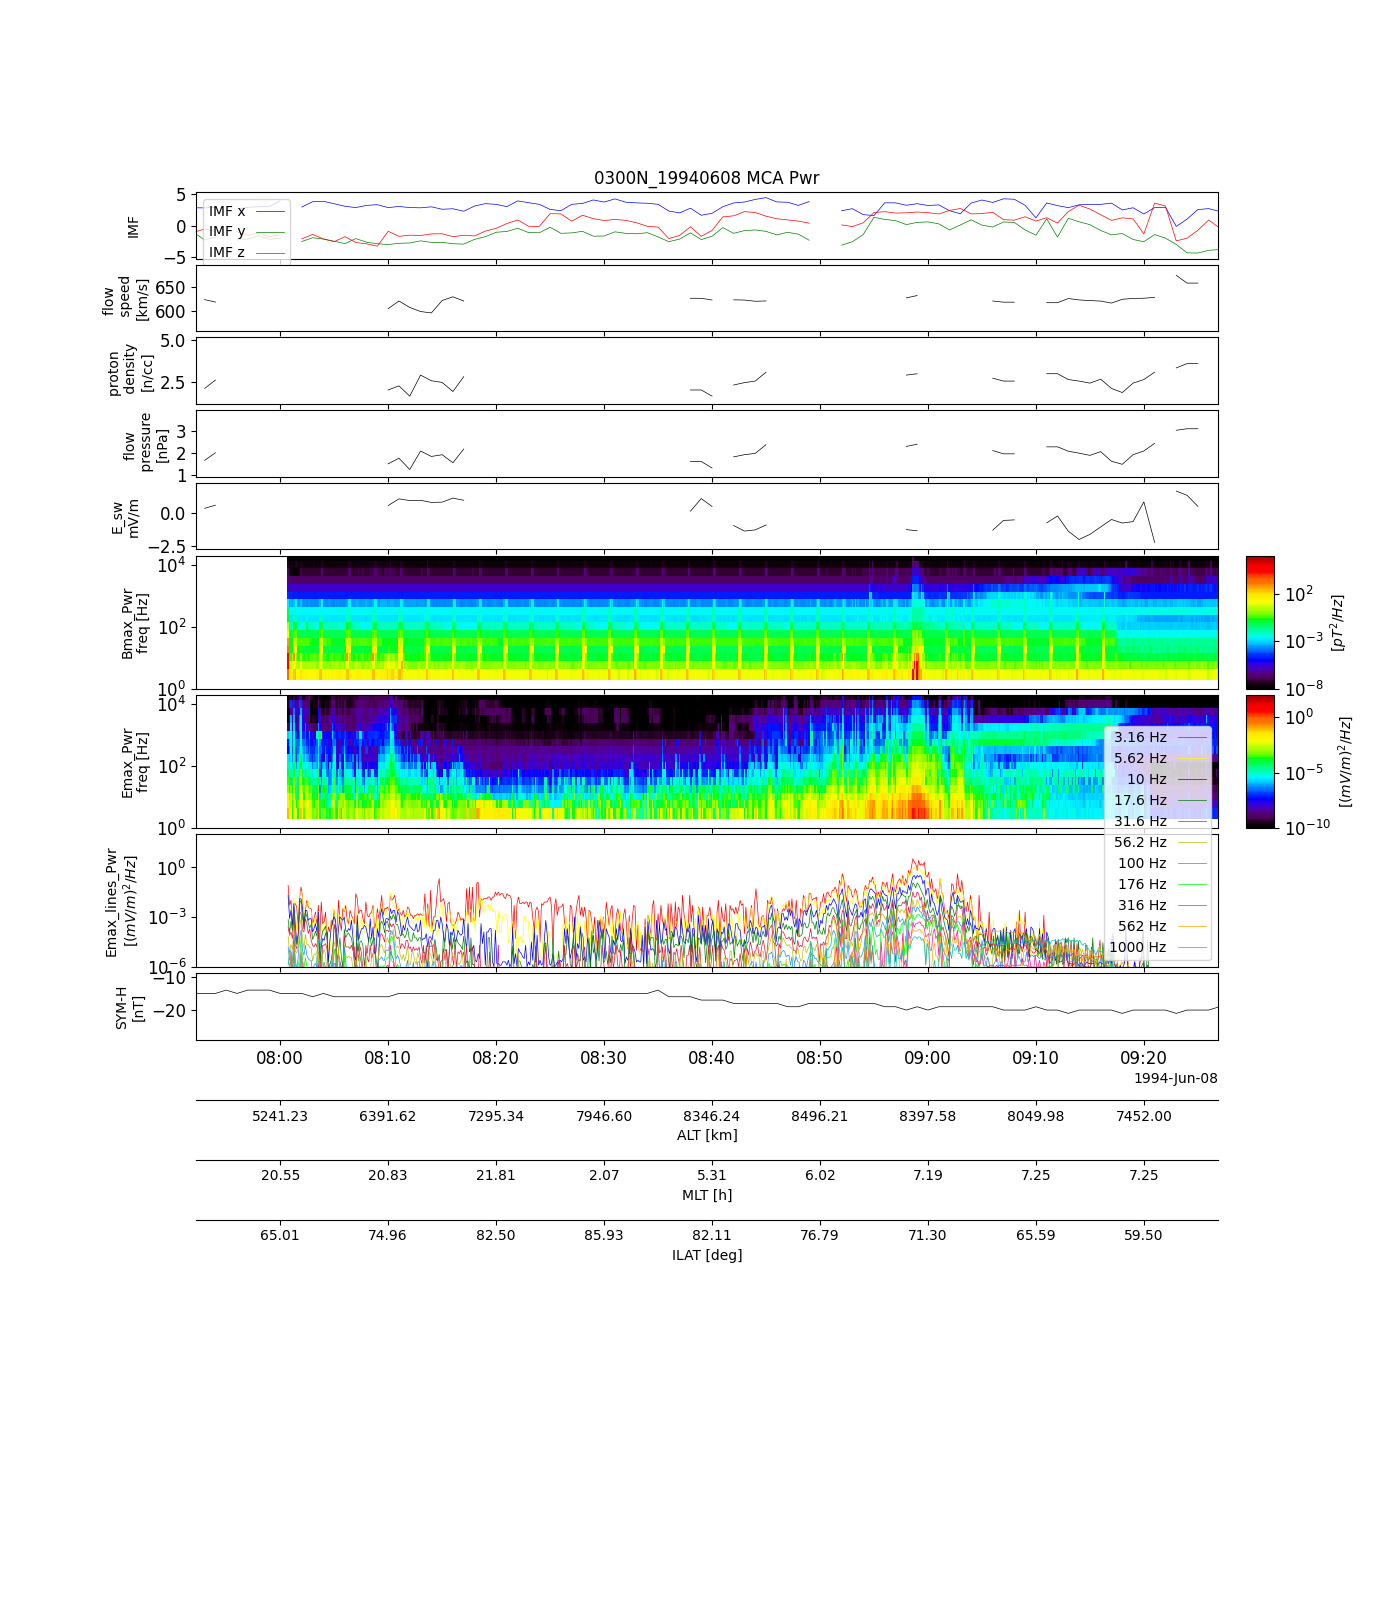 0300N_19940608 MCA Pwr
5
0
−5
IMF
IMF x
IMF y
IMF z
650
600
flow
speed
[km/s]
5.0
2.5
proton
density
[n/cc]
3
2
1
flow
pressure
[nPa]
0.0
−2.5
E_sw
mV/m
10^4
10^2
10^0
Bmax_Pwr
freq [Hz]
10^2
10^−3
10^−8
[pT^2/Hz]
10^4
10^2
10^0
Emax_Pwr
freq [Hz]
10^0
10^−5
10^−10
[(mV/m)^2/Hz]
3.16 Hz
5.62 Hz
10 Hz
17.6 Hz
31.6 Hz
56.2 Hz
100 Hz
176 Hz
316 Hz
562 Hz
1000 Hz
10^0
10^−3
10^−6
Emax_lines_Pwr
[(mV/m)^2/Hz]
−10
−20
SYM-H
[nT]
08:00 08:10 08:20 08:30 08:40 08:50 09:00 09:10 09:20
1994-Jun-08
5241.23 6391.62 7295.34 7946.60 8346.24 8496.21 8397.58 8049.98 7452.00
ALT [km]
20.55 20.83 21.81 2.07 5.31 6.02 7.19 7.25 7.25
MLT [h]
65.01 74.96 82.50 85.93 82.11 76.79 71.30 65.59 59.50
ILAT [deg]